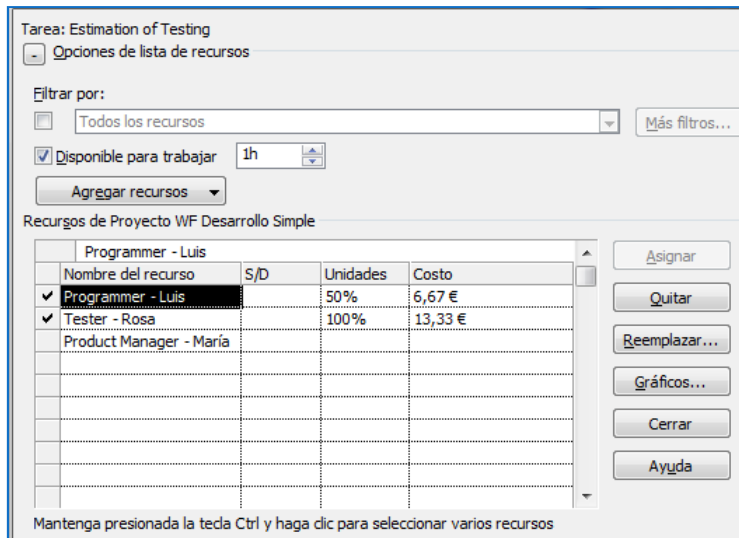 Tarea: Estimation of Testing
- Opciones de lista de recursos
Filtrar por:
Todos los recursos
Más filtros...
Disponible para trabajar 1h
Agregar recursos
Recursos de Proyecto WF Desarrollo Simple
Programmer - Luis
Asignar
Nombre del recurso S/D Unidades Costo
Programmer - Luis 50% 6,67 €
Quitar
Tester - Rosa 100% 13,33 €
Product Manager - María
Reemplazar...
Gráficos...
Cerrar
Ayuda
Mantenga presionada la tecla Ctrl y haga clic para seleccionar varios recursos